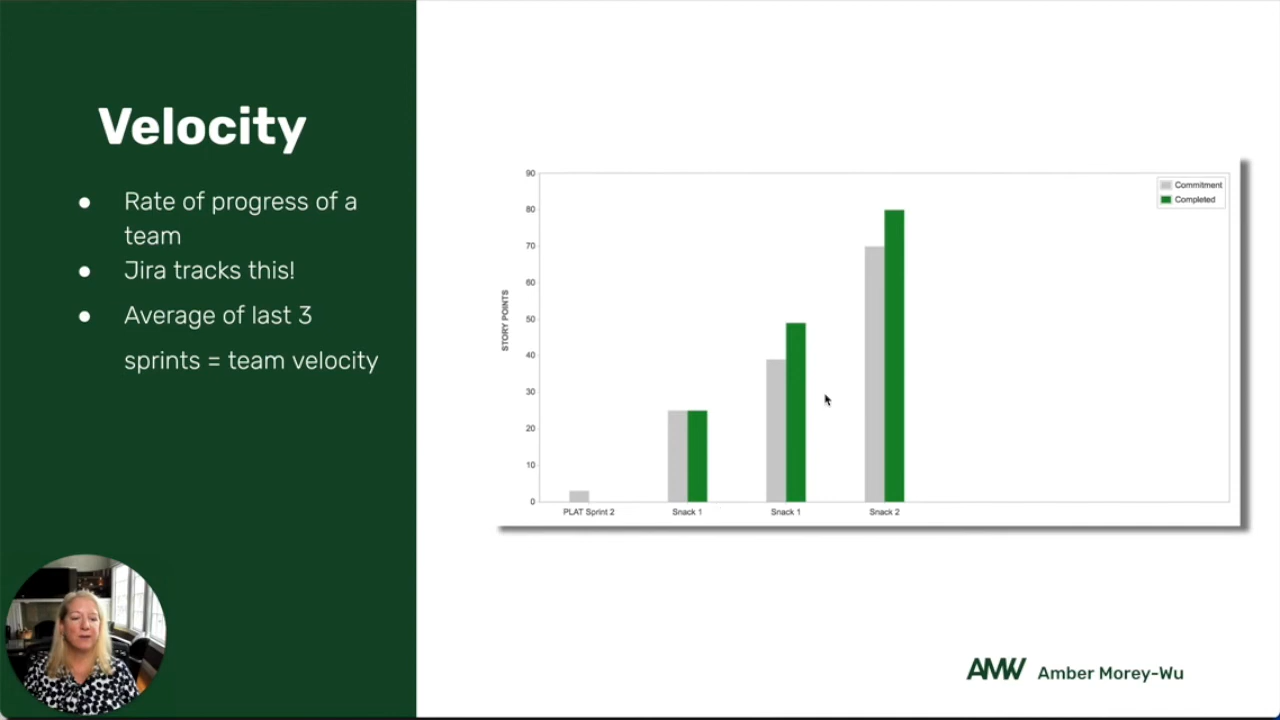 Velocity
● Rate of progress of a
team
● Jira tracks this!
● Average of last 3
sprints = team velocity
90
80
70
60
50
40
30
20
10
0
STORY POINTS
Commitment
Completed
PLAT Sprint 2
Snack 1
Snack 1
Snack 2
AMW Amber Morey-Wu